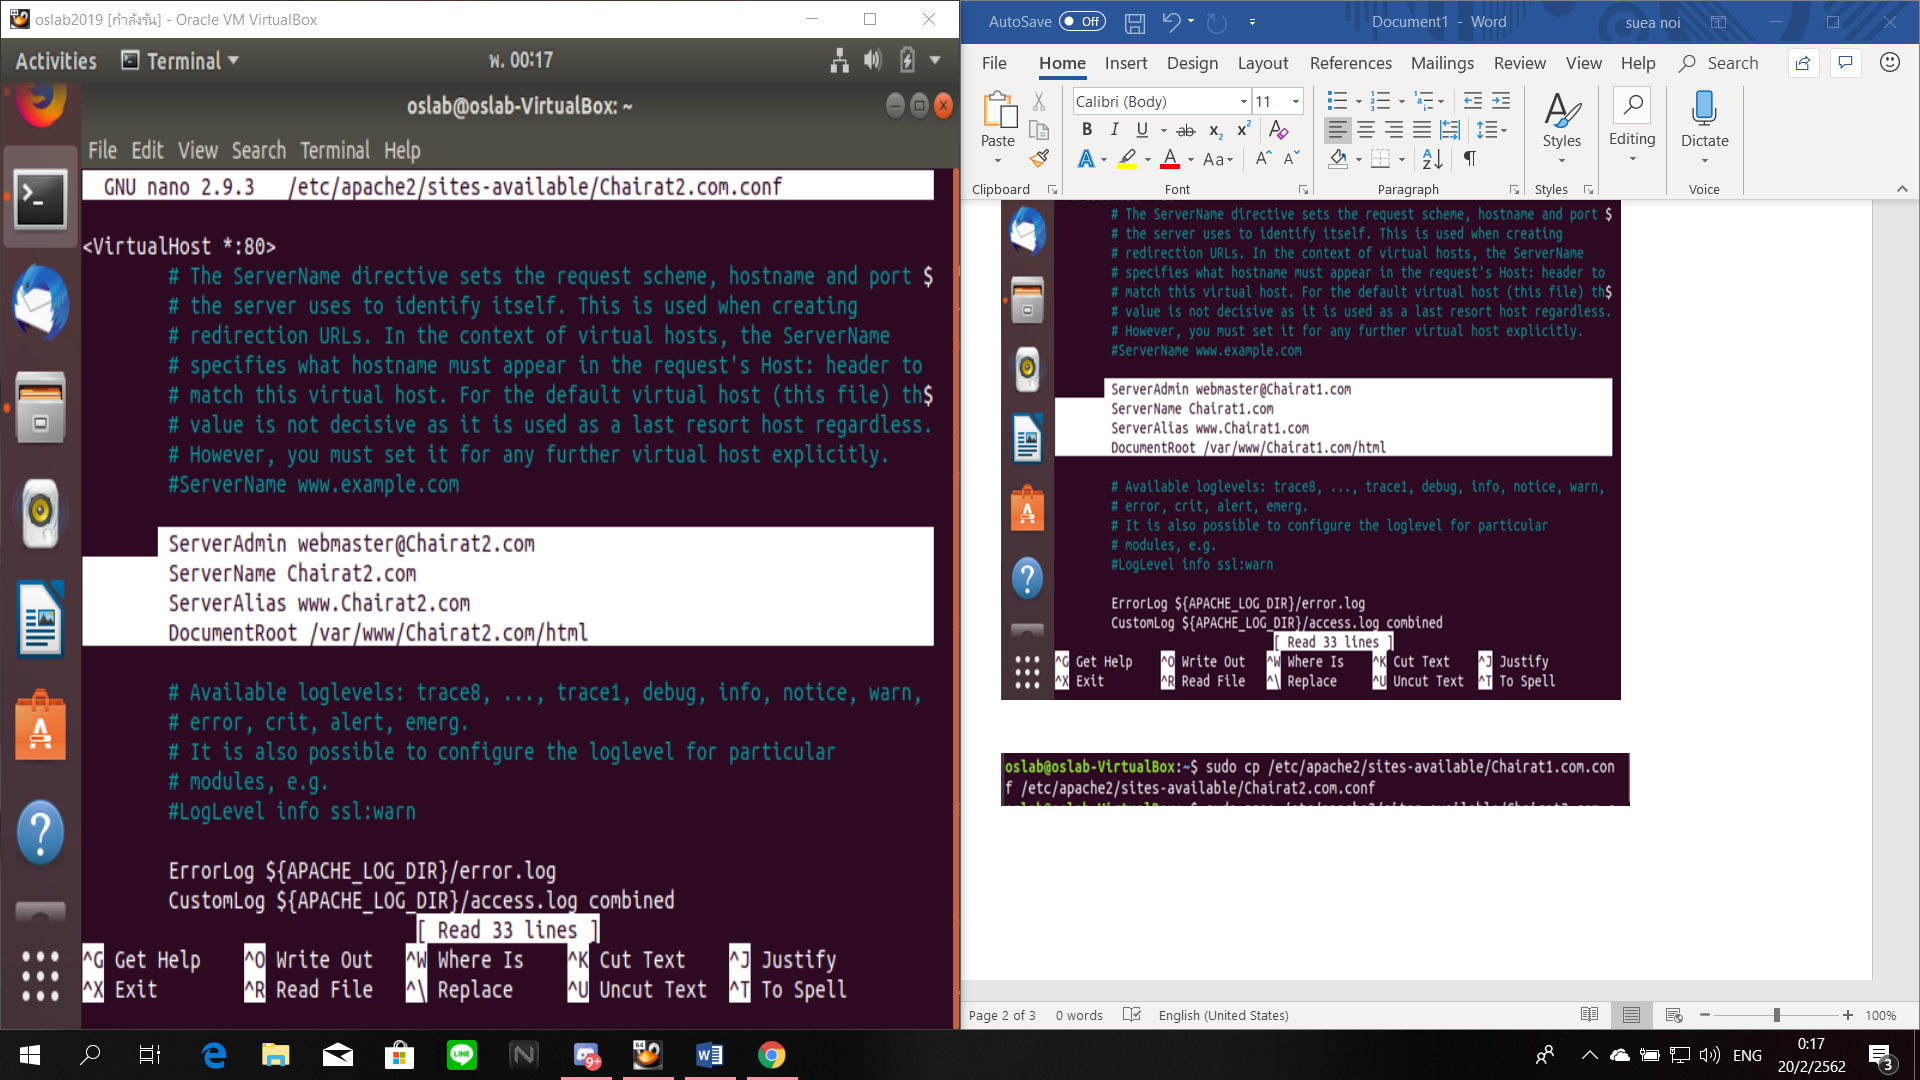 oslab2019 [กำลังรัน] - Oracle VM VirtualBox
Activities
Terminal
พ. 00:17
oslab@oslab-VirtualBox: ~
File Edit View Search Terminal Help
GNU nano 2.9.3 /etc/apache2/sites-available/Chairat2.com.conf
<VirtualHost *:80>
# The ServerName directive sets the request scheme, hostname and port $
# the server uses to identify itself. This is used when creating
# redirection URLs. In the context of virtual hosts, the ServerName
# specifies what hostname must appear in the request's Host: header to
# match this virtual host. For the default virtual host (this file) th$
# value is not decisive as it is used as a last resort host regardless.
# However, you must set it for any further virtual host explicitly.
#ServerName www.example.com
ServerAdmin webmaster@Chairat2.com
ServerName Chairat2.com
ServerAlias www.Chairat2.com
DocumentRoot /var/www/Chairat2.com/html
# Available loglevels: trace8, ..., trace1, debug, info, notice, warn,
# error, crit, alert, emerg.
# It is also possible to configure the loglevel for particular
# modules, e.g.
#LogLevel info ssl:warn
ErrorLog ${APACHE_LOG_DIR}/error.log
CustomLog ${APACHE_LOG_DIR}/access.log combined
[ Read 33 lines ]
^G Get Help ^O Write Out ^W Where Is ^K Cut Text ^J Justify
^X Exit ^R Read File ^\ Replace ^U Uncut Text ^T To Spell
AutoSave Off
Document1 - Word
suea noi
File Home Insert Design Layout References Mailings Review View Help Search
Paste
Clipboard
Calibri (Body) 11
Font
Paragraph
Styles
Styles
Editing
Dictate
Voice
# The ServerName directive sets the request scheme, hostname and port $
# the server uses to identify itself. This is used when creating
# redirection URLs. In the context of virtual hosts, the ServerName
# specifies what hostname must appear in the request's Host: header to
# match this virtual host. For the default virtual host (this file) th$
# value is not decisive as it is used as a last resort host regardless.
# However, you must set it for any further virtual host explicitly.
#ServerName www.example.com
ServerAdmin webmaster@Chairat1.com
ServerName Chairat1.com
ServerAlias www.Chairat1.com
DocumentRoot /var/www/Chairat1.com/html
# Available loglevels: trace8, ..., trace1, debug, info, notice, warn,
# error, crit, alert, emerg.
# It is also possible to configure the loglevel for particular
# modules, e.g.
#LogLevel info ssl:warn
ErrorLog ${APACHE_LOG_DIR}/error.log
CustomLog ${APACHE_LOG_DIR}/access.log combined
[ Read 33 lines ]
^G Get Help ^O Write Out ^W Where Is ^K Cut Text ^J Justify
^X Exit ^R Read File ^\ Replace ^U Uncut Text ^T To Spell
oslab@oslab-VirtualBox:~$ sudo cp /etc/apache2/sites-available/Chairat1.com.con
f /etc/apache2/sites-available/Chairat2.com.conf
Page 2 of 3 0 words English (United States) 100%
ENG
0:17
20/2/2562
3